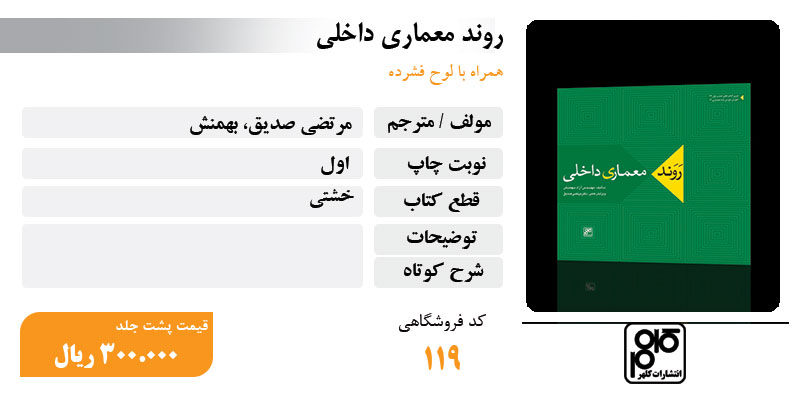 روند معماری داخلی
همراه با لوح فشرده
مولف / مترجم
مرتضی صدیق، بهمنش
نوبت چاپ
اول
قطع کتاب
خشتی
توضیحات
شرح کوتاه
کد فروشگاهی
۱۱۹
قیمت پشت جلد
۳۰۰.۰۰۰ ریال
رَوَند معماری داخلی
انتشارات کلهر